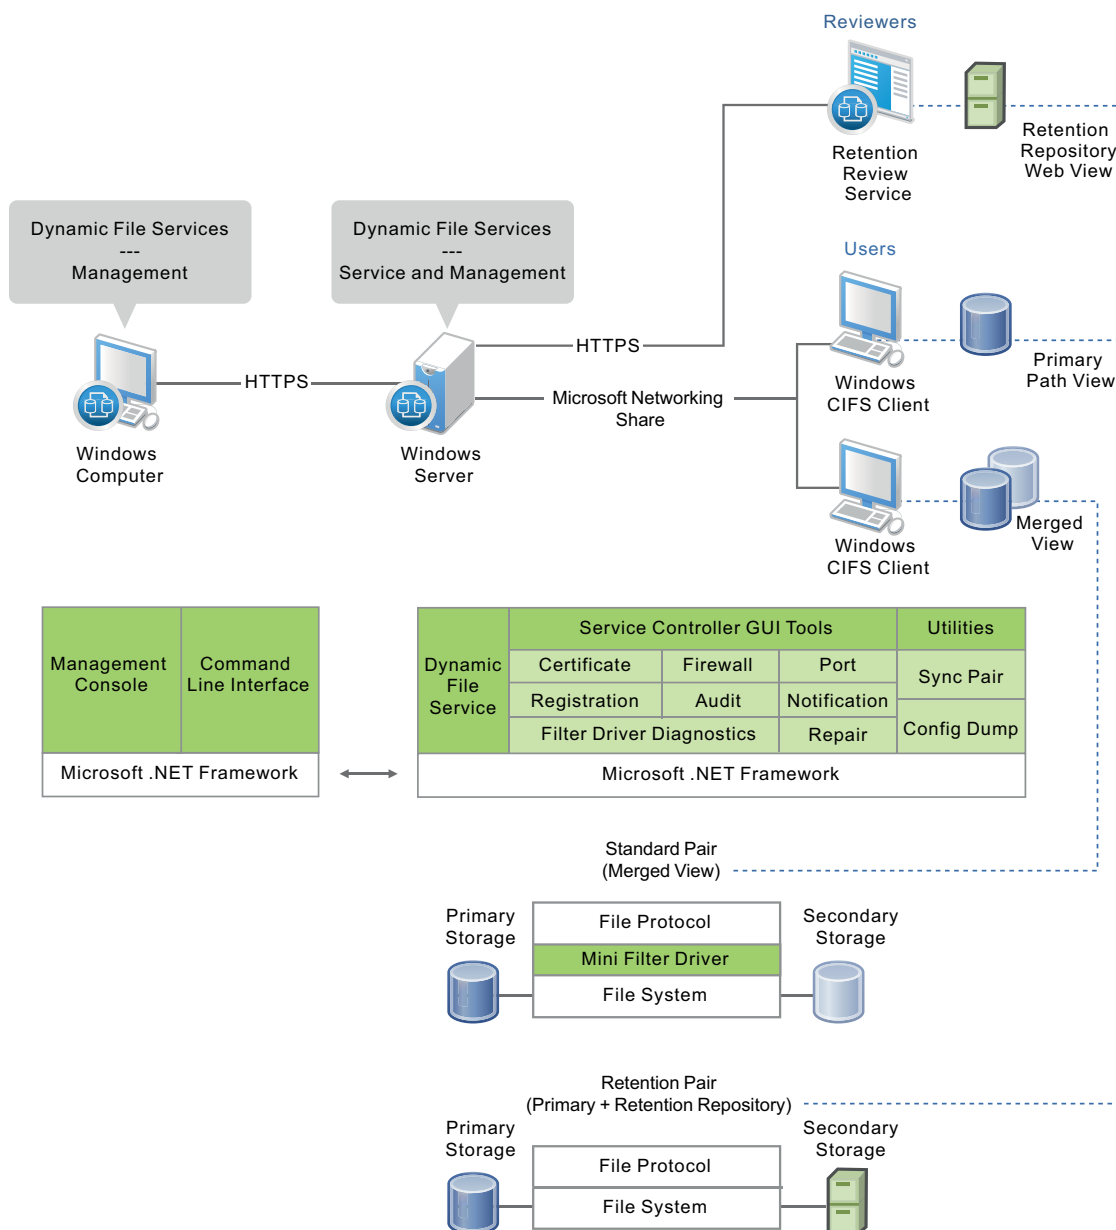 Reviewers
Retention
Review
Service
Retention
Repository
Web View
Dynamic File Services
---
Management
Dynamic File Services
---
Service and Management
Users
HTTPS
HTTPS
Microsoft Networking
Share
Windows
Computer
Windows
Server
Windows
CIFS Client
Primary
Path View
Windows
CIFS Client
Merged
View
Management
Console
Command
Line Interface
Microsoft .NET Framework
Dynamic
File
Service
Service Controller GUI Tools
Utilities
Certificate
Firewall
Port
Registration
Audit
Notification
Filter Driver Diagnostics
Repair
Sync Pair
Config Dump
Microsoft .NET Framework
Standard Pair
(Merged View)
Primary
Storage
File Protocol
Mini Filter Driver
File System
Secondary
Storage
Retention Pair
(Primary + Retention Repository)
Primary
Storage
File Protocol
File System
Secondary
Storage